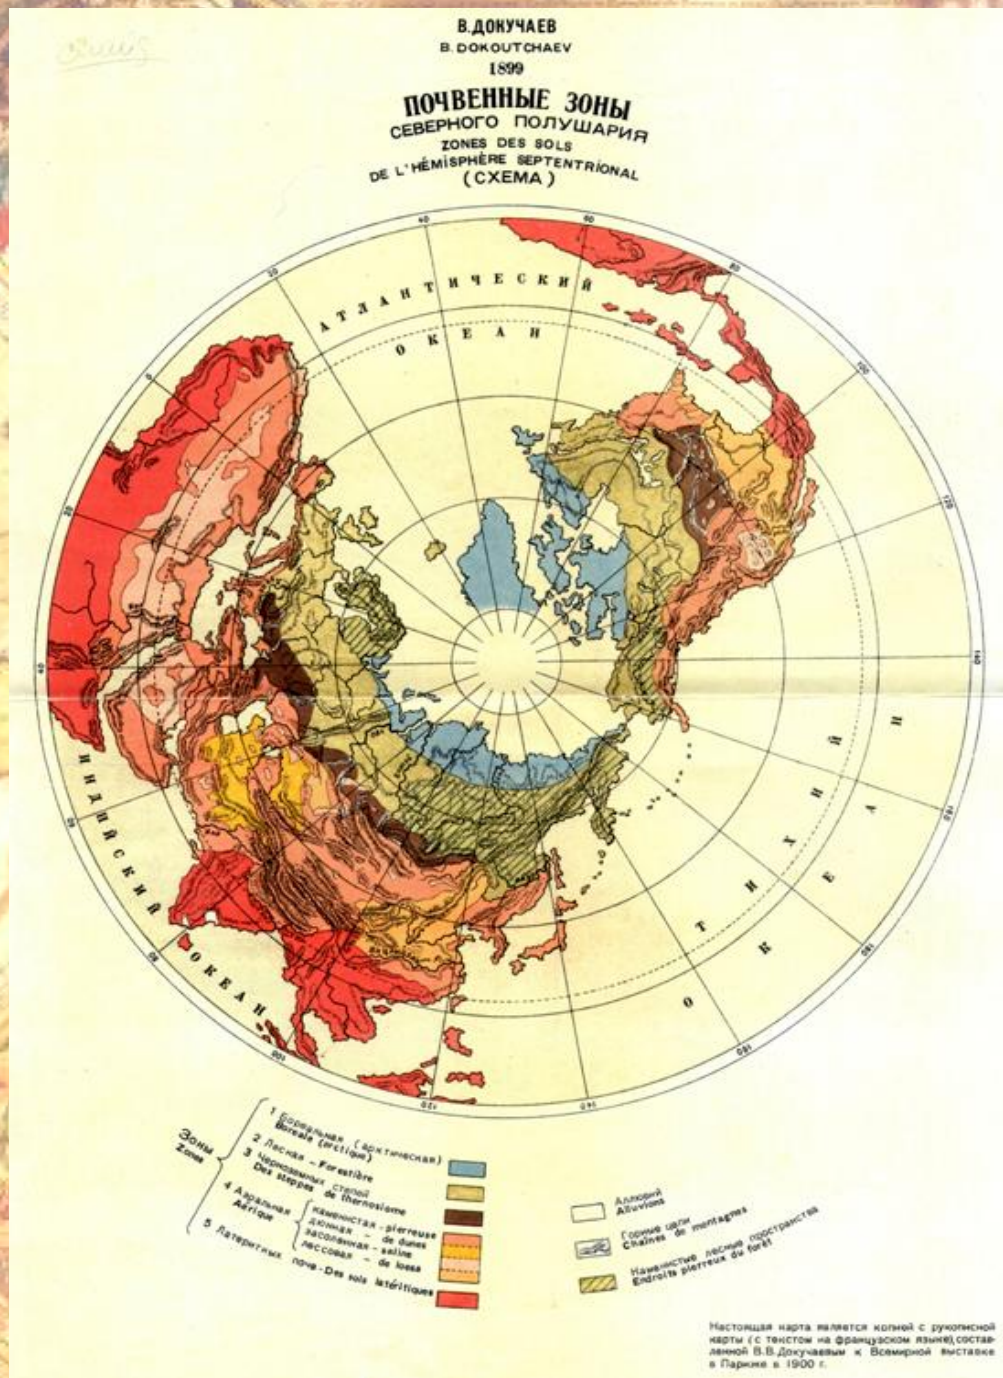 В.ДОКУЧАЕВ
B. DOKOUTCHAEV
1899
ПОЧВЕННЫЕ ЗОНЫ
СЕВЕРНОГО ПОЛУШАРИЯ
ZONES DES SOLS
DE L'HÉMISPHÈRE SEPTENTRIONAL
(СХЕМА)
АТЛАНТИЧЕСКИЙ
ОКЕАН
ТИХИЙ
ОКЕАН
ИНДИЙСКИЙ
ОКЕАН
Зоны
Zones
1 Бореальная (арктическая)
Boreale (arctique)
2 Лесная - Forestière
3 Черноземных степей
Des steppes de thernosiome
4 Аэральная
Aérique
каменистая - pierreuse
дюнная - de dunes
засоленная - saline
лессовая - de loess
5 Латеритных почв - Des sols latéritiques
Аллювий
Alluvions
Горные цепи
Chaînes de montagnes
Каменистые лесные пространства
Endroits pierreux du forêt
Настоящая карта является копией с рукописной
карты (с текстом на французском языке), состав-
ленной В.В.Докучаевым к Всемирной выставке
в Париже в 1900 г.